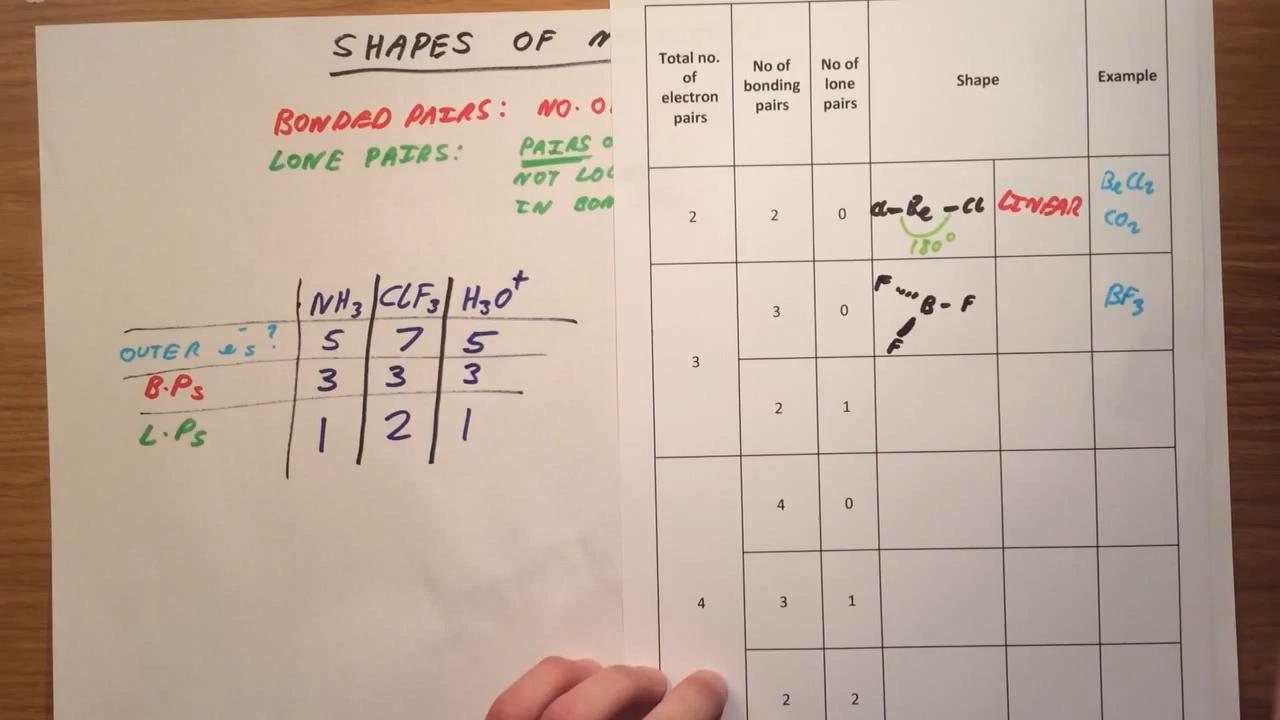 SHAPES OF
BONDED PAIRS: NO.
LONE PAIRS: PAIRS
NOT
IN
NH3 ClF3 H3O+
OUTER e-s? 5 7 5
B.Ps 3 3 3
L.Ps 1 2 1
Total no. of electron pairs No of bonding pairs No of lone pairs Shape Example
2 2 0 Cl-Be-Cl 180° LINEAR BeCl2 CO2
3 3 0 F B-F F BF3
2 1
4 4 0
3 1
2 2